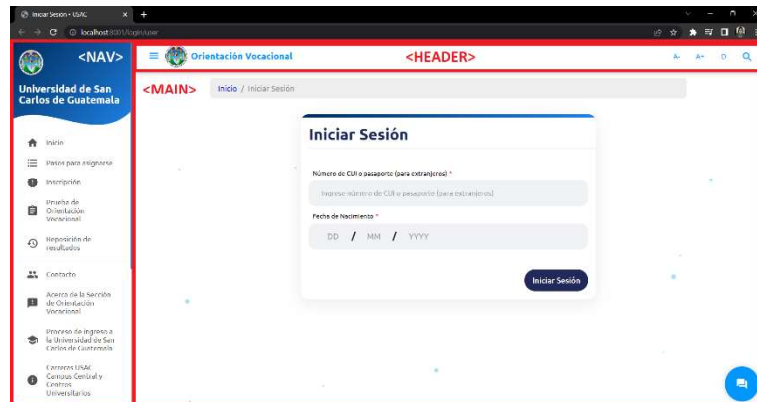 Iniciar Sesión - USAC
localhost:8001/login/user
<NAV>
Universidad de San
Carlos de Guatemala
Inicio
Pasos para asignarse
Inscripción
Prueba de
Orientación
Vocacional
Reposición de
resultados
Contacto
Acerca de la Sección
de Orientación
Vocacional
Proceso de ingreso a
la Universidad de San
Carlos de Guatemala
Carreras USAC
Campus Central y
Centros
Universitarios
Orientación Vocacional
<HEADER>
A-
A+
<MAIN>
Inicio / Iniciar Sesión
Iniciar Sesión
Número de CUI o pasaporte (para extranjeros) *
Ingrese número de CUI o pasaporte (para extranjeros)
Fecha de Nacimiento *
DD / MM / YYYY
Iniciar Sesión